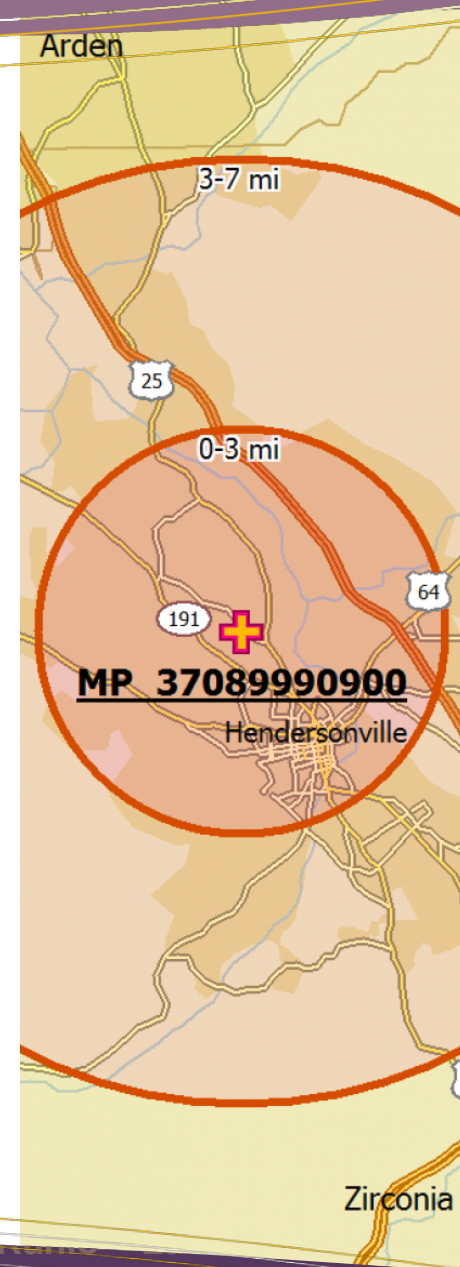 Arden
3-7 mi
25
0-3 mi
64
191
MP 37089990900
Hendersonville
Zirconia